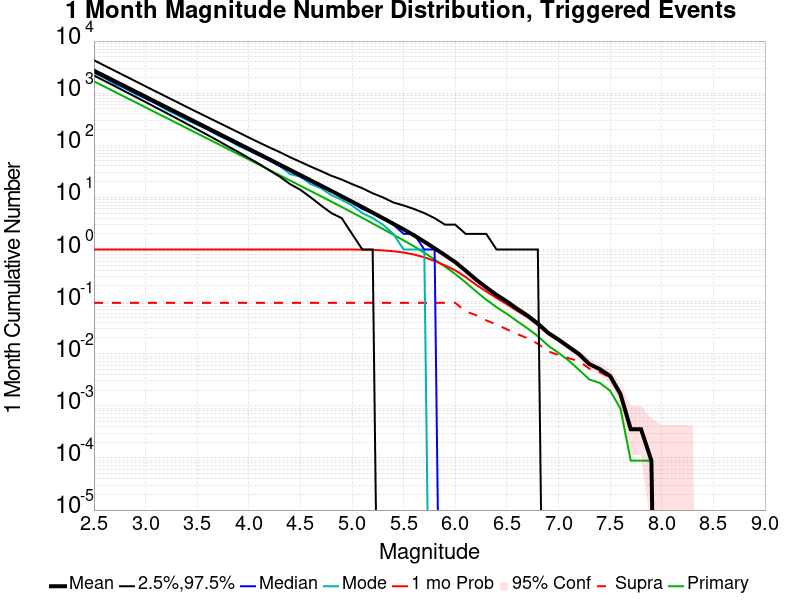 1 Month Magnitude Number Distribution, Triggered Events
1 Month Cumulative Number
10^4
10^3
10^2
10^1
10^0
10^-1
10^-2
10^-3
10^-4
10^-5
2.5 3.0 3.5 4.0 4.5 5.0 5.5 6.0 6.5 7.0 7.5 8.0 8.5 9.0
Magnitude
Mean 2.5%,97.5% Median Mode 1 mo Prob 95% Conf Supra Primary